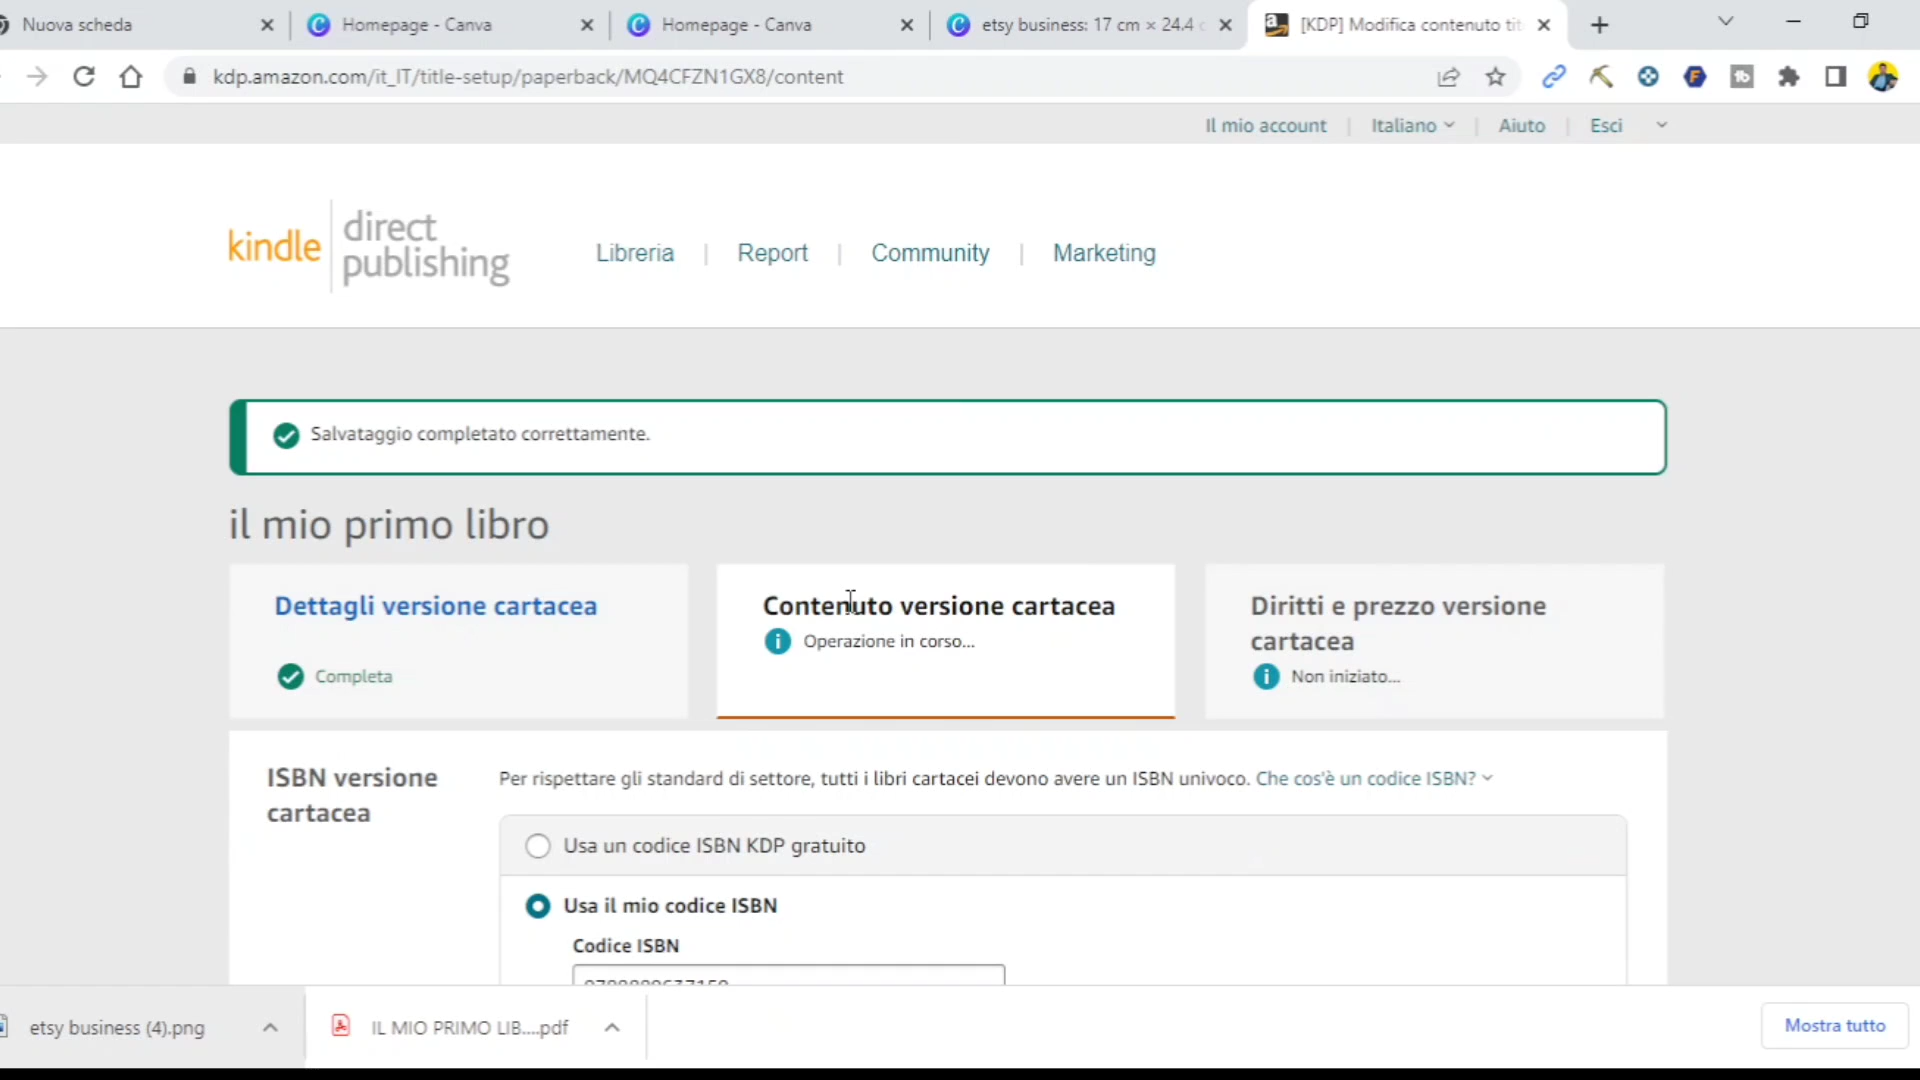 Nuova scheda
Homepage - Canva
Homepage - Canva
etsy business: 17 cm × 24.4 c
[KDP] Modifica contenuto tit
kdp.amazon.com/it_IT/title-setup/paperback/MQ4CFZN1GX8/content
Il mio account
Italiano
Aiuto
Esci
kindle direct publishing
Libreria
Report
Community
Marketing
Salvataggio completato correttamente.
il mio primo libro
Dettagli versione cartacea
Completa
Contenuto versione cartacea
Operazione in corso...
Diritti e prezzo versione
cartacea
Non iniziato...
ISBN versione
cartacea
Per rispettare gli standard di settore, tutti i libri cartacei devono avere un ISBN univoco. Che cos'è un codice ISBN?
Usa un codice ISBN KDP gratuito
Usa il mio codice ISBN
Codice ISBN
etsy business (4).png
IL MIO PRIMO LIB....pdf
Mostra tutto